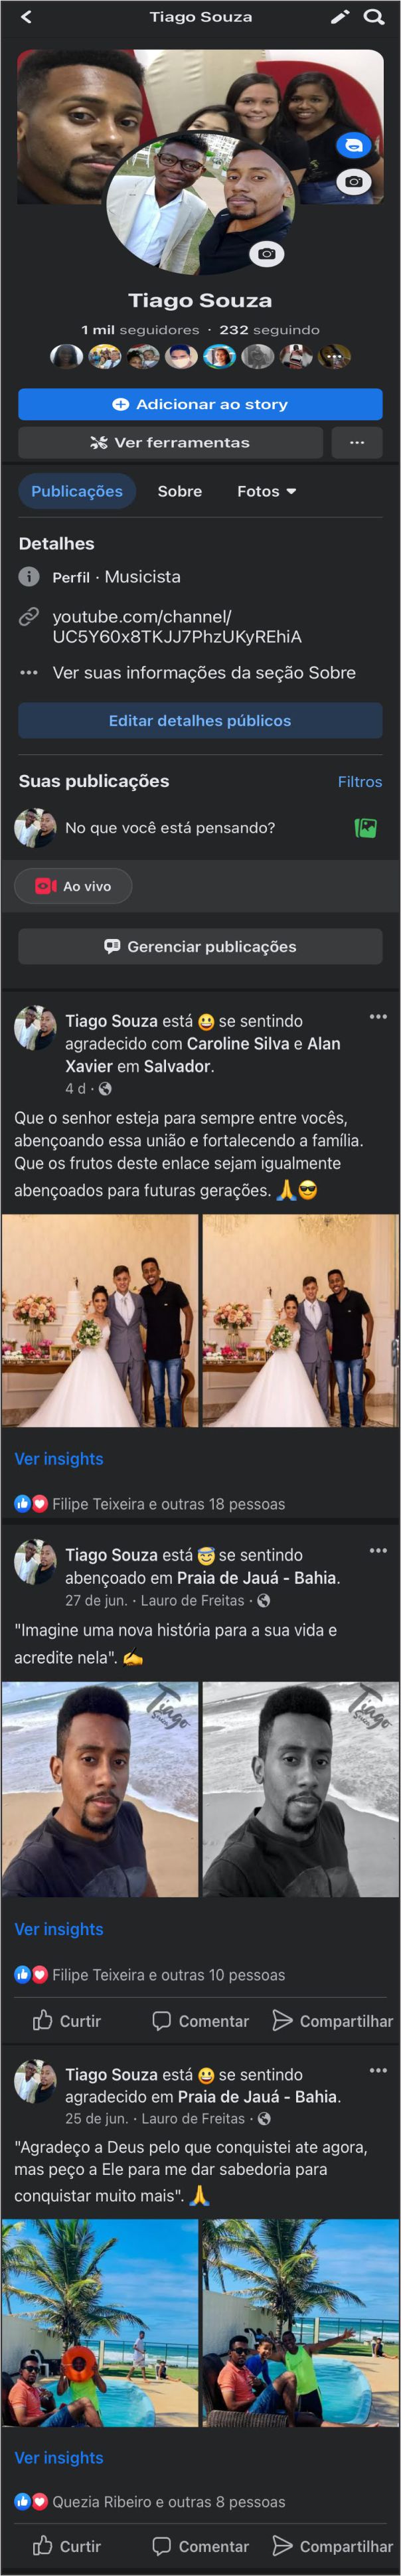 Tiago Souza
Tiago Souza
1 mil seguidores · 232 seguindo
Adicionar ao story
Ver ferramentas
Publicações Sobre Fotos
Detalhes
Perfil · Musicista
youtube.com/channel/
UC5Y60x8TKJJ7PhzUKyREhiA
Ver suas informações da seção Sobre
Editar detalhes públicos
Suas publicações Filtros
No que você está pensando?
Ao vivo
Gerenciar publicações
Tiago Souza está 😀 se sentindo
agradecido com Caroline Silva e Alan
Xavier em Salvador.
4 d ·
Que o senhor esteja para sempre entre vocês,
abençoando essa união e fortalecendo a família.
Que os frutos deste enlace sejam igualmente
abençoados para futuras gerações. 🙏😎
Ver insights
Filipe Teixeira e outras 18 pessoas
Tiago Souza está 😇 se sentindo
abençoado em Praia de Jauá - Bahia.
27 de jun. · Lauro de Freitas ·
"Imagine uma nova história para a sua vida e
acredite nela". ✍️
Tiago Souza Tiago Souza
Ver insights
Filipe Teixeira e outras 10 pessoas
Curtir Comentar Compartilhar
Tiago Souza está 😀 se sentindo
agradecido em Praia de Jauá - Bahia.
25 de jun. · Lauro de Freitas ·
"Agradeço a Deus pelo que conquistei ate agora,
mas peço a Ele para me dar sabedoria para
conquistar muito mais". 🙏
Ver insights
Quezia Ribeiro e outras 8 pessoas
Curtir Comentar Compartilhar